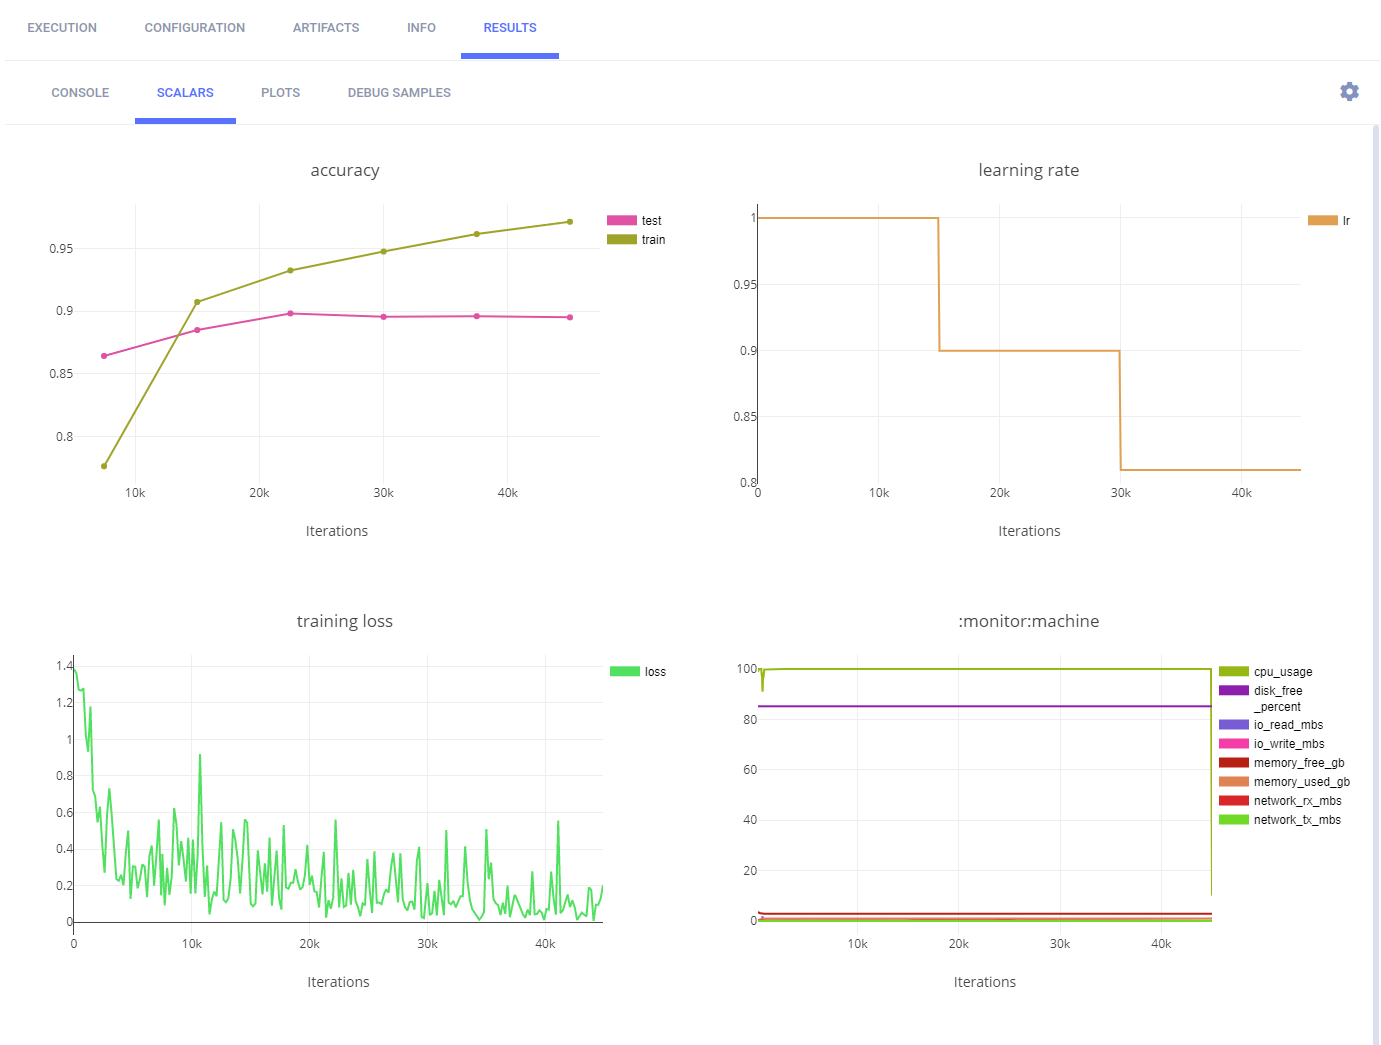 EXECUTION CONFIGURATION ARTIFACTS INFO RESULTS
CONSOLE SCALARS PLOTS DEBUG SAMPLES
accuracy
0.95
0.9
0.85
0.8
10k 20k 30k 40k
Iterations
test
train
learning rate
1
0.95
0.9
0.85
0.8
0 10k 20k 30k 40k
Iterations
lr
training loss
1.4
1.2
1
0.8
0.6
0.4
0.2
0
0 10k 20k 30k 40k
Iterations
loss
:monitor:machine
100
80
60
40
20
0
10k 20k 30k 40k
Iterations
cpu_usage
disk_free
_percent
io_read_mbs
io_write_mbs
memory_free_gb
memory_used_gb
network_rx_mbs
network_tx_mbs